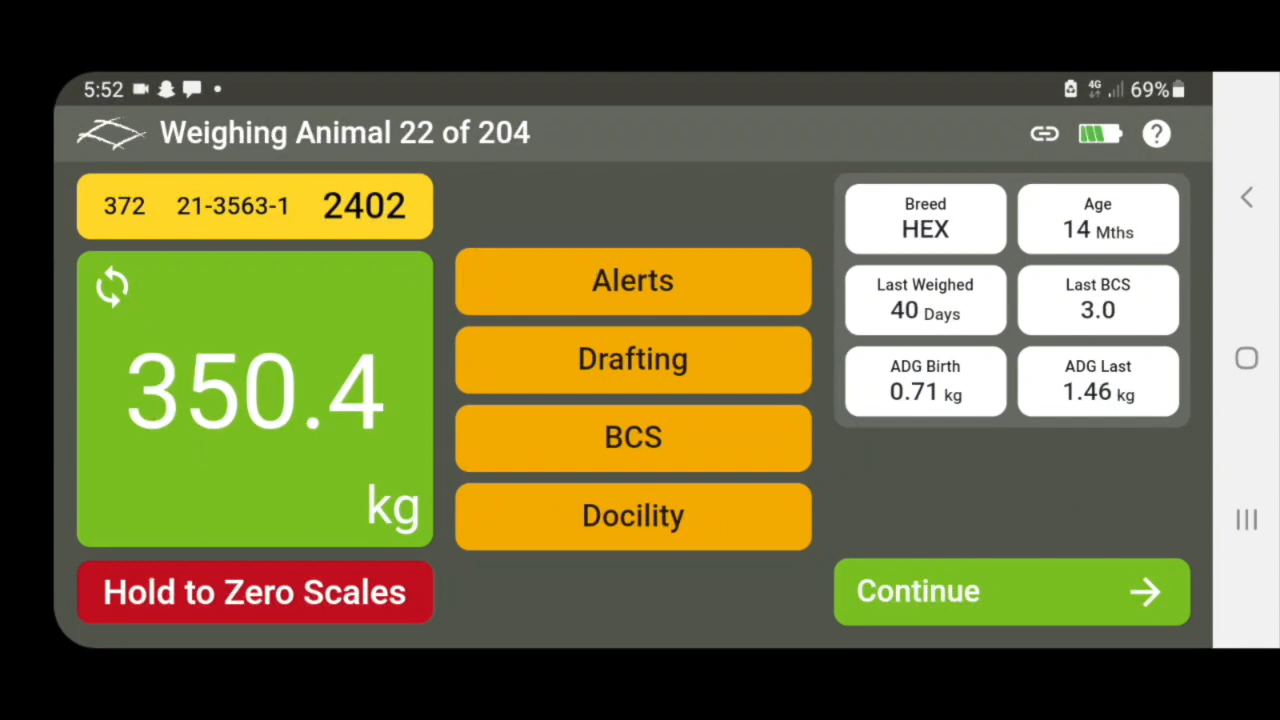 5:52
4G 69%
Weighing Animal 22 of 204
?
372 21-3563-1 2402
350.4
kg
Hold to Zero Scales
Alerts
Drafting
BCS
Docility
Breed
HEX
Age
14 Mths
Last Weighed
40 Days
Last BCS
3.0
ADG Birth
0.71 kg
ADG Last
1.46 kg
Continue